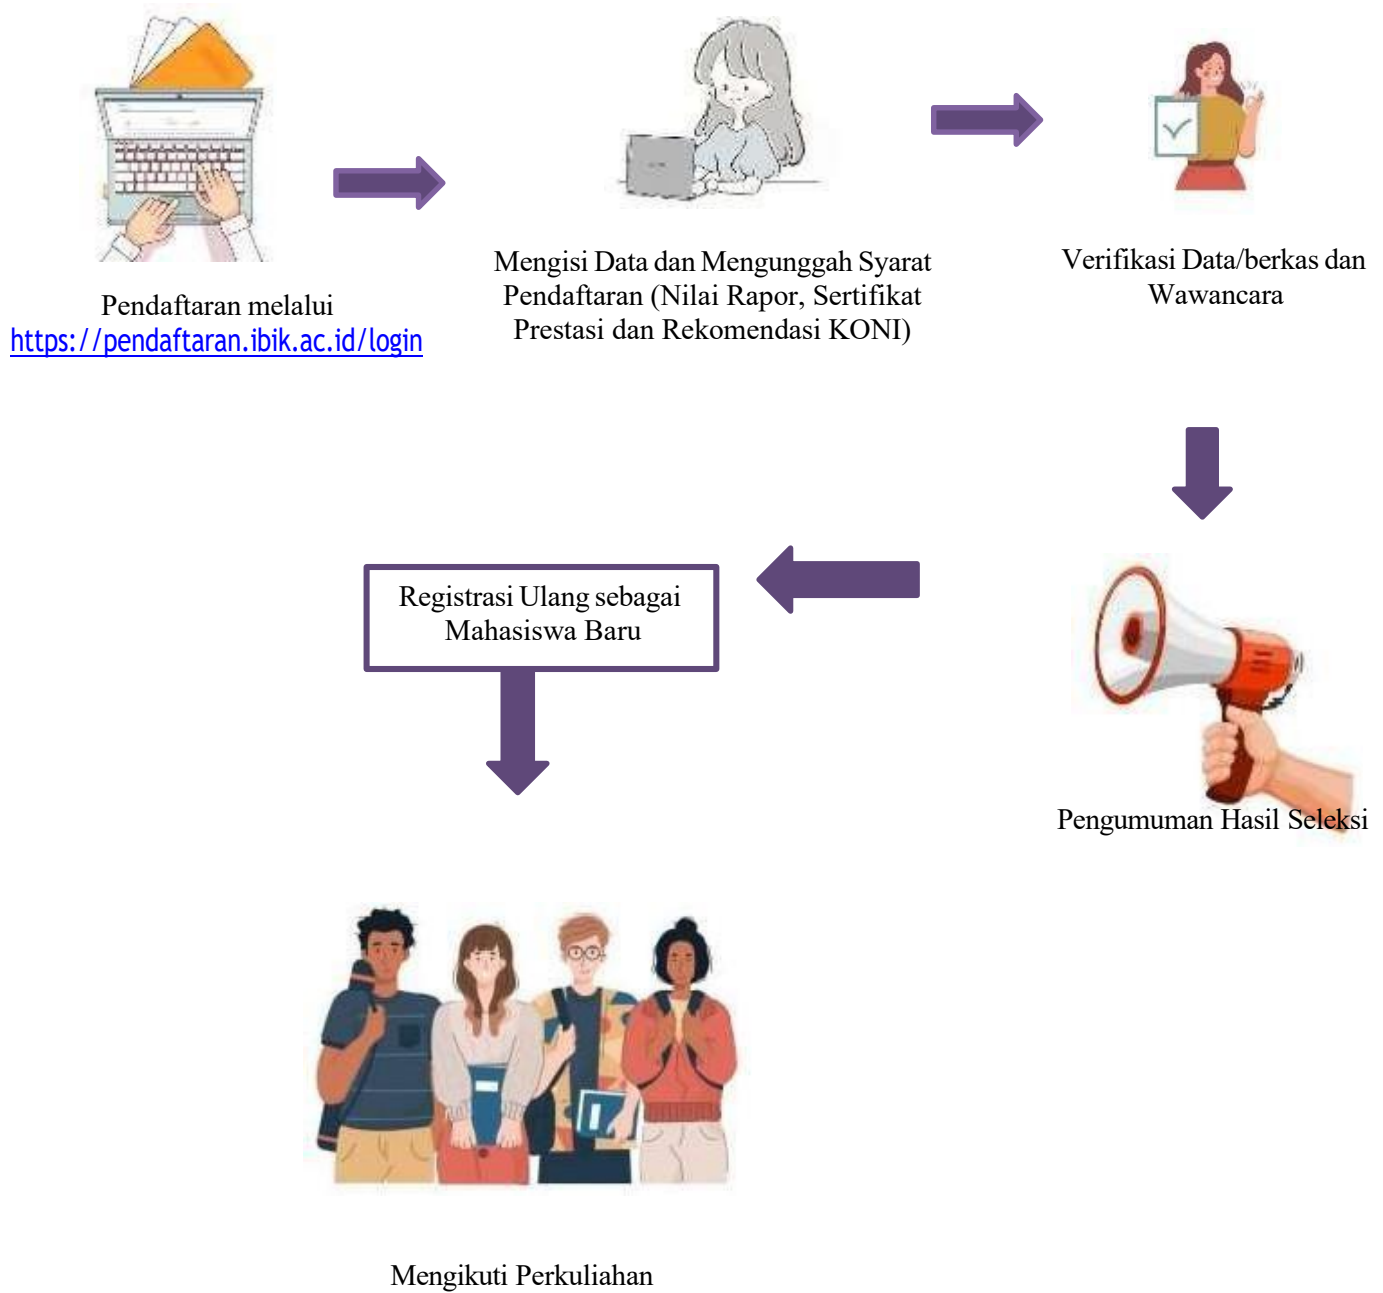 Pendaftaran melalui
https://pendaftaran.ibik.ac.id/login
Mengisi Data dan Mengunggah Syarat
Pendaftaran (Nilai Rapor, Sertifikat
Prestasi dan Rekomendasi KONI)
Verifikasi Data/berkas dan
Wawancara
Pengumuman Hasil Seleksi
Registrasi Ulang sebagai
Mahasiswa Baru
Mengikuti Perkuliahan